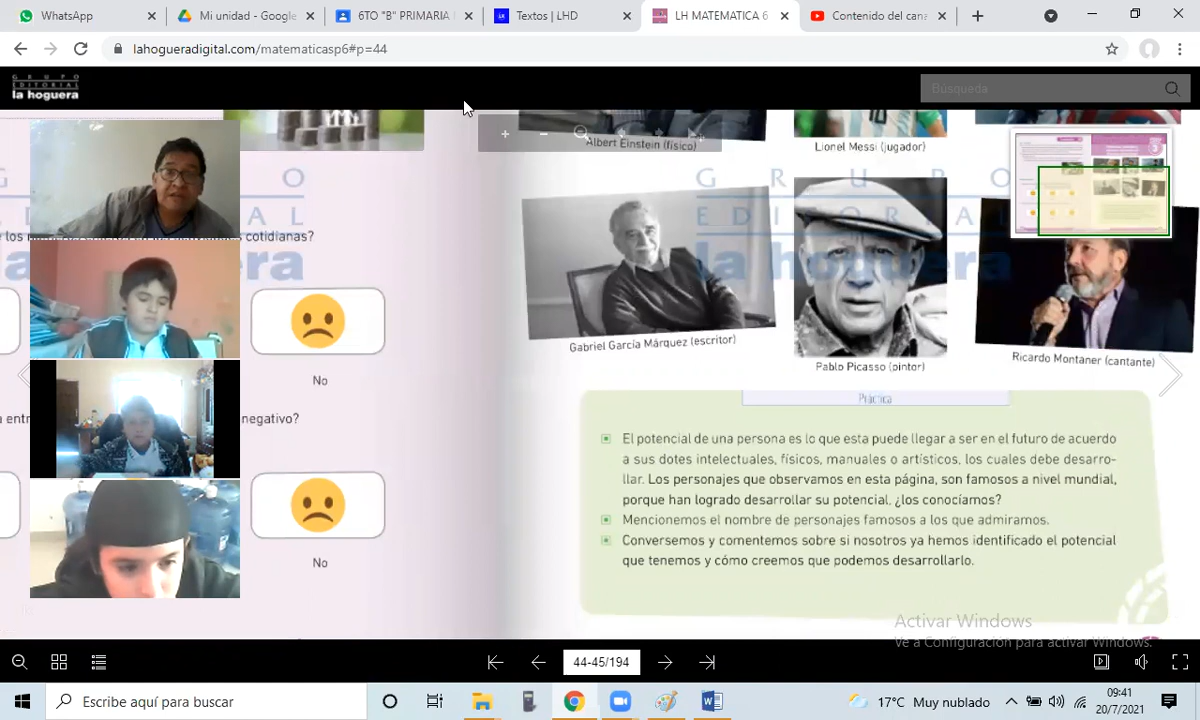 WhatsApp
Mi unidad - Google
6TO "B" PRIMARIA
Textos | LHD
LH MATEMATICA 6
Contenido del cana
lahogueradigital.com/matematicasp6#p=44
GRUPO
EDITORIAL
la hoguera
Búsqueda
Albert Einstein (físico)
Lionel Messi (jugador)
GRUPO
EDITORIAL
la hoguera
cotidianas?
No
negativo?
No
Gabriel García Márquez (escritor)
Pablo Picasso (pintor)
Ricardo Montaner (cantante)
Práctica
El potencial de una persona es lo que esta puede llegar a ser en el futuro de acuerdo
a sus dotes intelectuales, físicos, manuales o artísticos, los cuales debe desarro-
llar. Los personajes que observamos en esta página, son famosos a nivel mundial,
porque han logrado desarrollar su potencial, ¿los conocíamos?
Mencionemos el nombre de personajes famosos a los que admiramos.
Conversemos y comentemos sobre si nosotros ya hemos identificado el potencial
que tenemos y cómo creemos que podemos desarrollarlo.
Activar Windows
Ve a Configuración para activar Windows.
44-45/194
Escribe aquí para buscar
17°C Muy nublado
09:41
20/7/2021